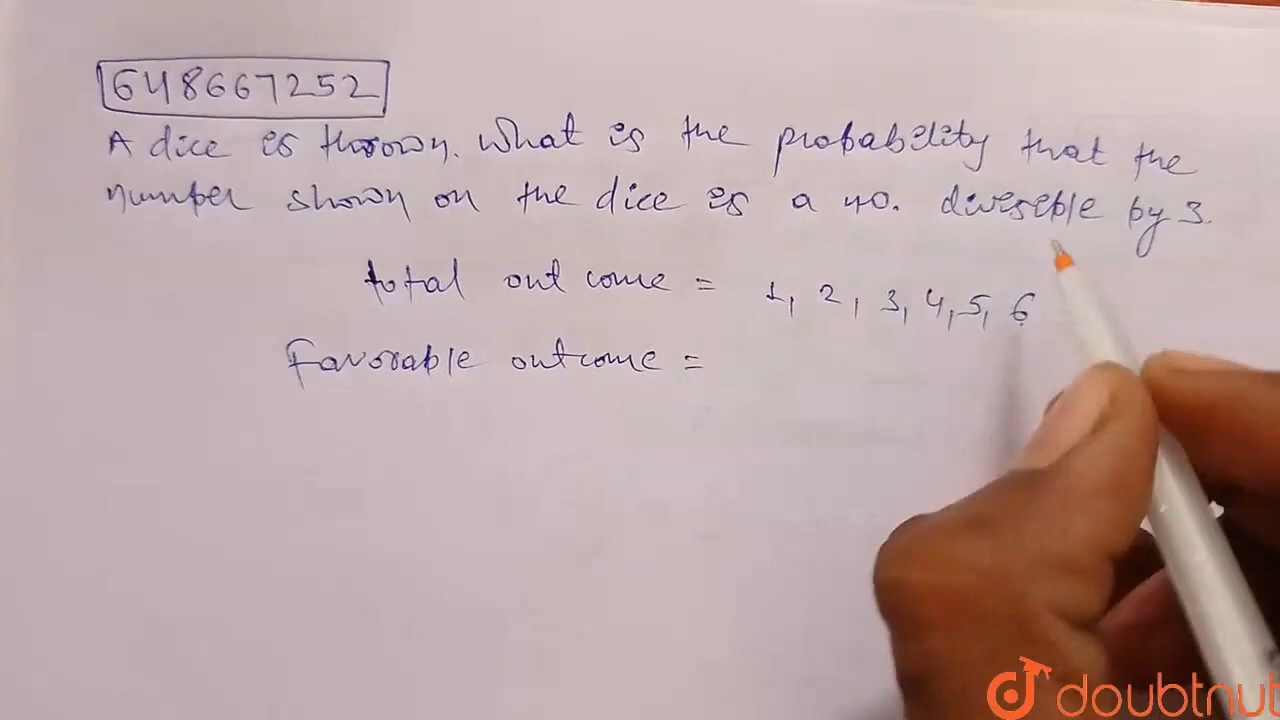 648667252
A dice is thrown. What is the probability that the
number shown on the dice is a no. divisible by 3.
total out come = 1, 2, 3, 4, 5, 6
Favorable outcome =
doubtnut